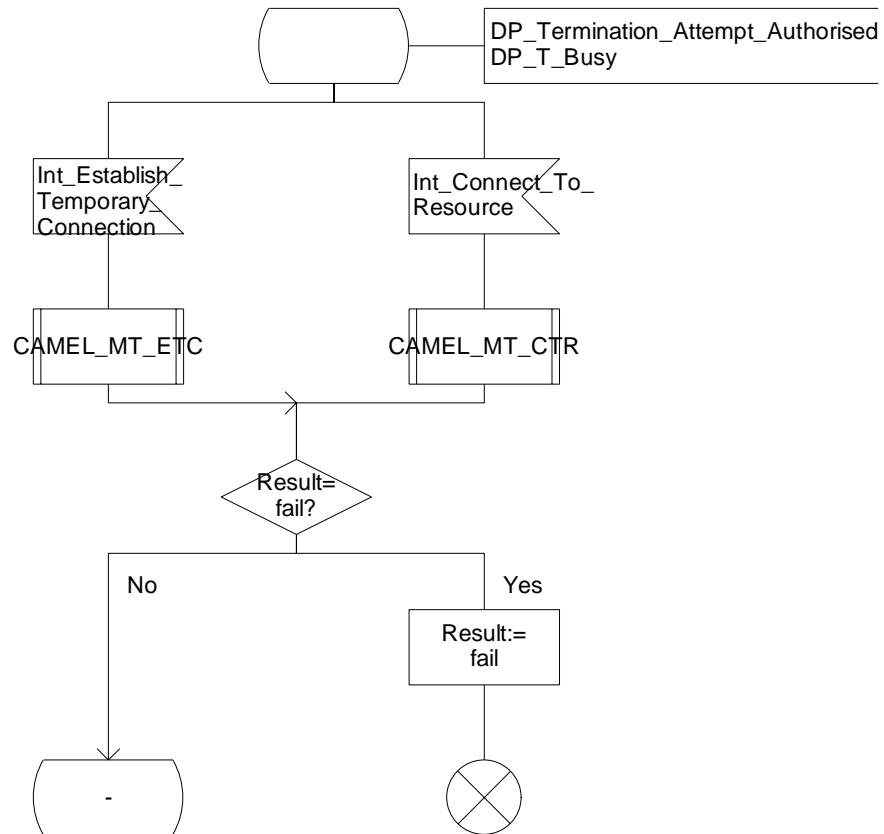 DP_Termination_Attempt_Authorised
DP_T_Busy
Int_Establish_
Temporary_
Connection
Int_Connect_To_
Resource
CAMEL_MT_ETC
CAMEL_MT_CTR
Result=
fail?
No
Yes
Result:=
fail
-